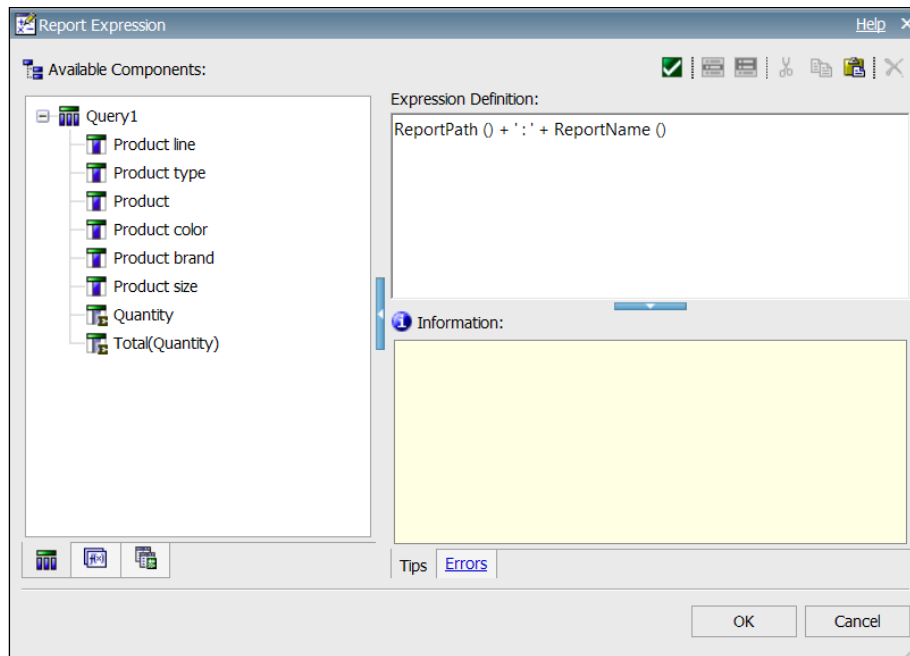 Report Expression
Help
Available Components:
Query1
Product line
Product type
Product
Product color
Product brand
Product size
Quantity
Total(Quantity)
Expression Definition:
ReportPath () + ' : ' + ReportName ()
Information:
Tips
Errors
OK
Cancel